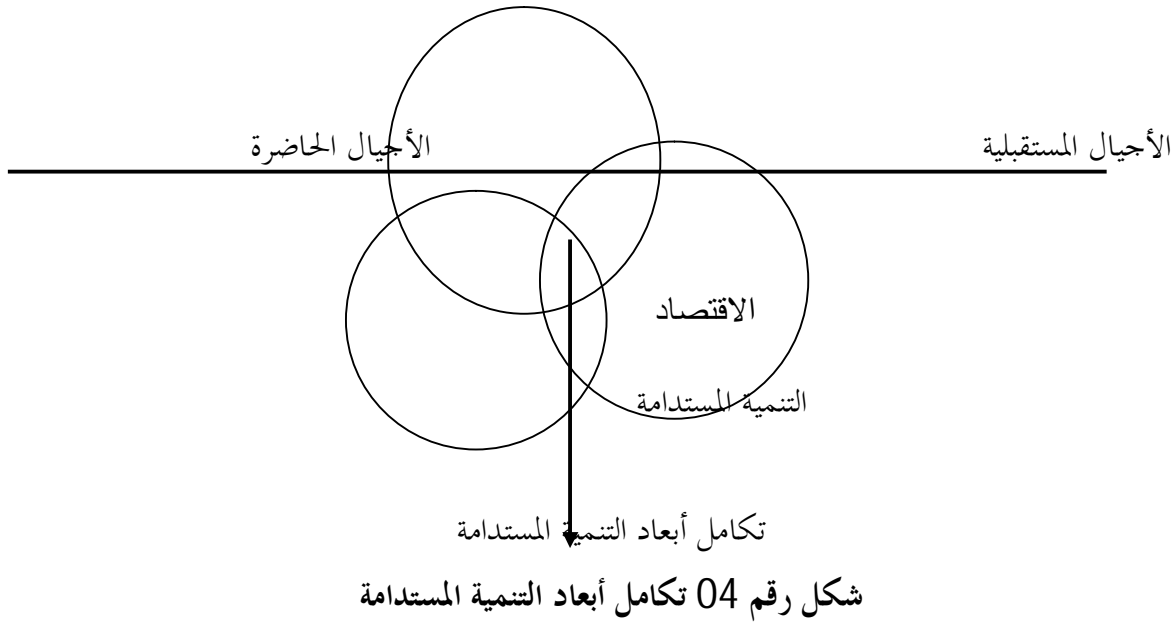 الأجيال المستقبلية
الأجيال الحاضرة
الاقتصاد
التنمية المستدامة
تكامل أبعاد التنمية المستدامة
شكل رقم 04 تكامل أبعاد التنمية المستدامة